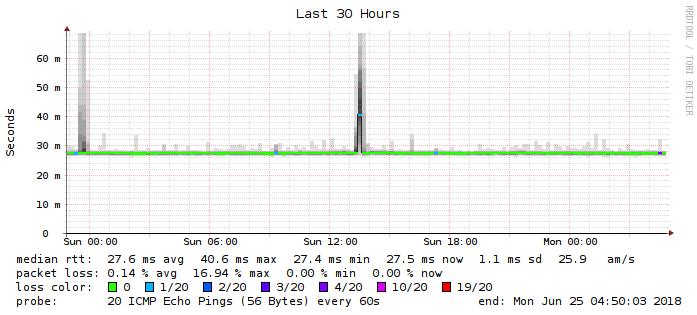 Last 30 Hours
RRDTOOL / TOBI OETIKER
Seconds
60 m
50 m
40 m
30 m
20 m
10 m
0
Sun 00:00 Sun 06:00 Sun 12:00 Sun 18:00 Mon 00:00
median rtt: 27.6 ms avg 40.6 ms max 27.4 ms min 27.5 ms now 1.1 ms sd 25.9 am/s
packet loss: 0.14 % avg 16.94 % max 0.00 % min 0.00 % now
loss color: 0 1/20 2/20 3/20 4/20 10/20 19/20
probe: 20 ICMP Echo Pings (56 Bytes) every 60s end: Mon Jun 25 04:50:03 2018